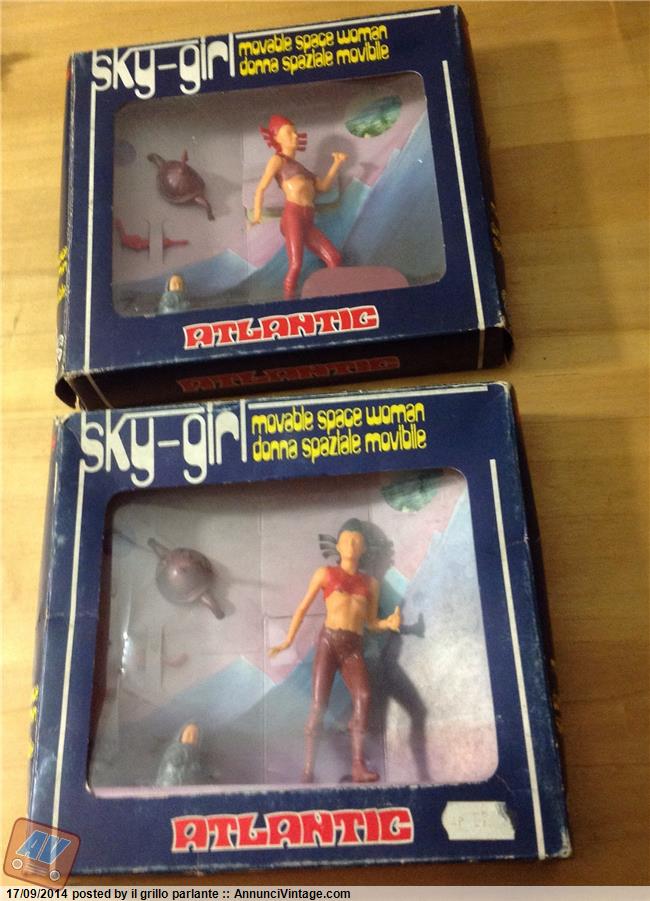 sky-girl
movable space woman
donna spaziale movibile
ATLANTIC
ATLANTIC
sky-girl
movable space woman
donna spaziale movibile
ATLANTIC
AV
17/09/2014 posted by il grillo parlante :: AnnunciVintage.com